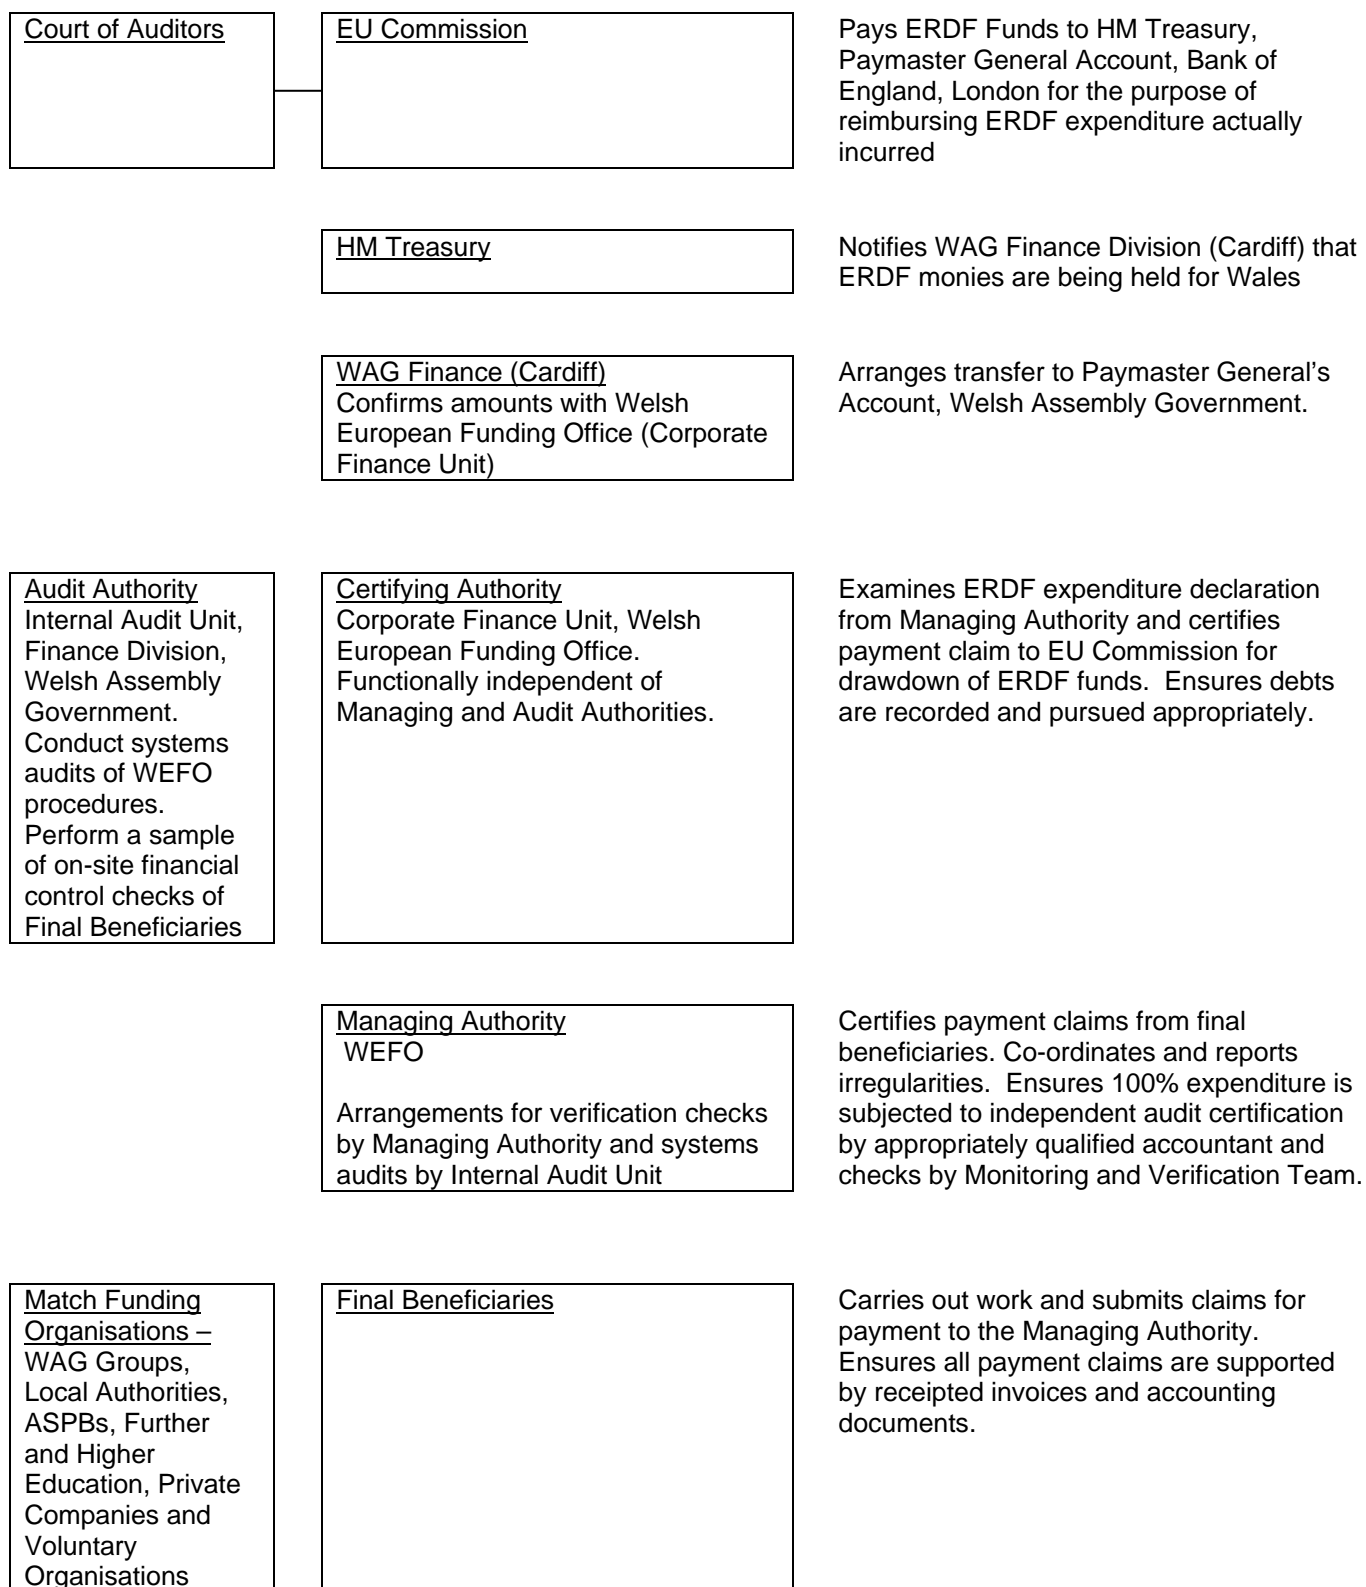 Court of Auditors
EU Commission
Pays ERDF Funds to HM Treasury,
Paymaster General Account, Bank of
England, London for the purpose of
reimbursing ERDF expenditure actually
incurred
HM Treasury
Notifies WAG Finance Division (Cardiff) that
ERDF monies are being held for Wales
WAG Finance (Cardiff)
Confirms amounts with Welsh
European Funding Office (Corporate
Finance Unit)
Arranges transfer to Paymaster General’s
Account, Welsh Assembly Government.
Audit Authority
Internal Audit Unit,
Finance Division,
Welsh Assembly
Government.
Conduct systems
audits of WEFO
procedures.
Perform a sample
of on-site financial
control checks of
Final Beneficiaries
Certifying Authority
Corporate Finance Unit, Welsh
European Funding Office.
Functionally independent of
Managing and Audit Authorities.
Examines ERDF expenditure declaration
from Managing Authority and certifies
payment claim to EU Commission for
drawdown of ERDF funds.  Ensures debts
are recorded and pursued appropriately.
Managing Authority
WEFO
Arrangements for verification checks
by Managing Authority and systems
audits by Internal Audit Unit
Certifies payment claims from final
beneficiaries. Co-ordinates and reports
irregularities.  Ensures 100% expenditure is
subjected to independent audit certification
by appropriately qualified accountant and
checks by Monitoring and Verification Team.
Match Funding
Organisations –
WAG Groups,
Local Authorities,
ASPBs, Further
and Higher
Education, Private
Companies and
Voluntary
Organisations
Final Beneficiaries
Carries out work and submits claims for
payment to the Managing Authority.
Ensures all payment claims are supported
by receipted invoices and accounting
documents.